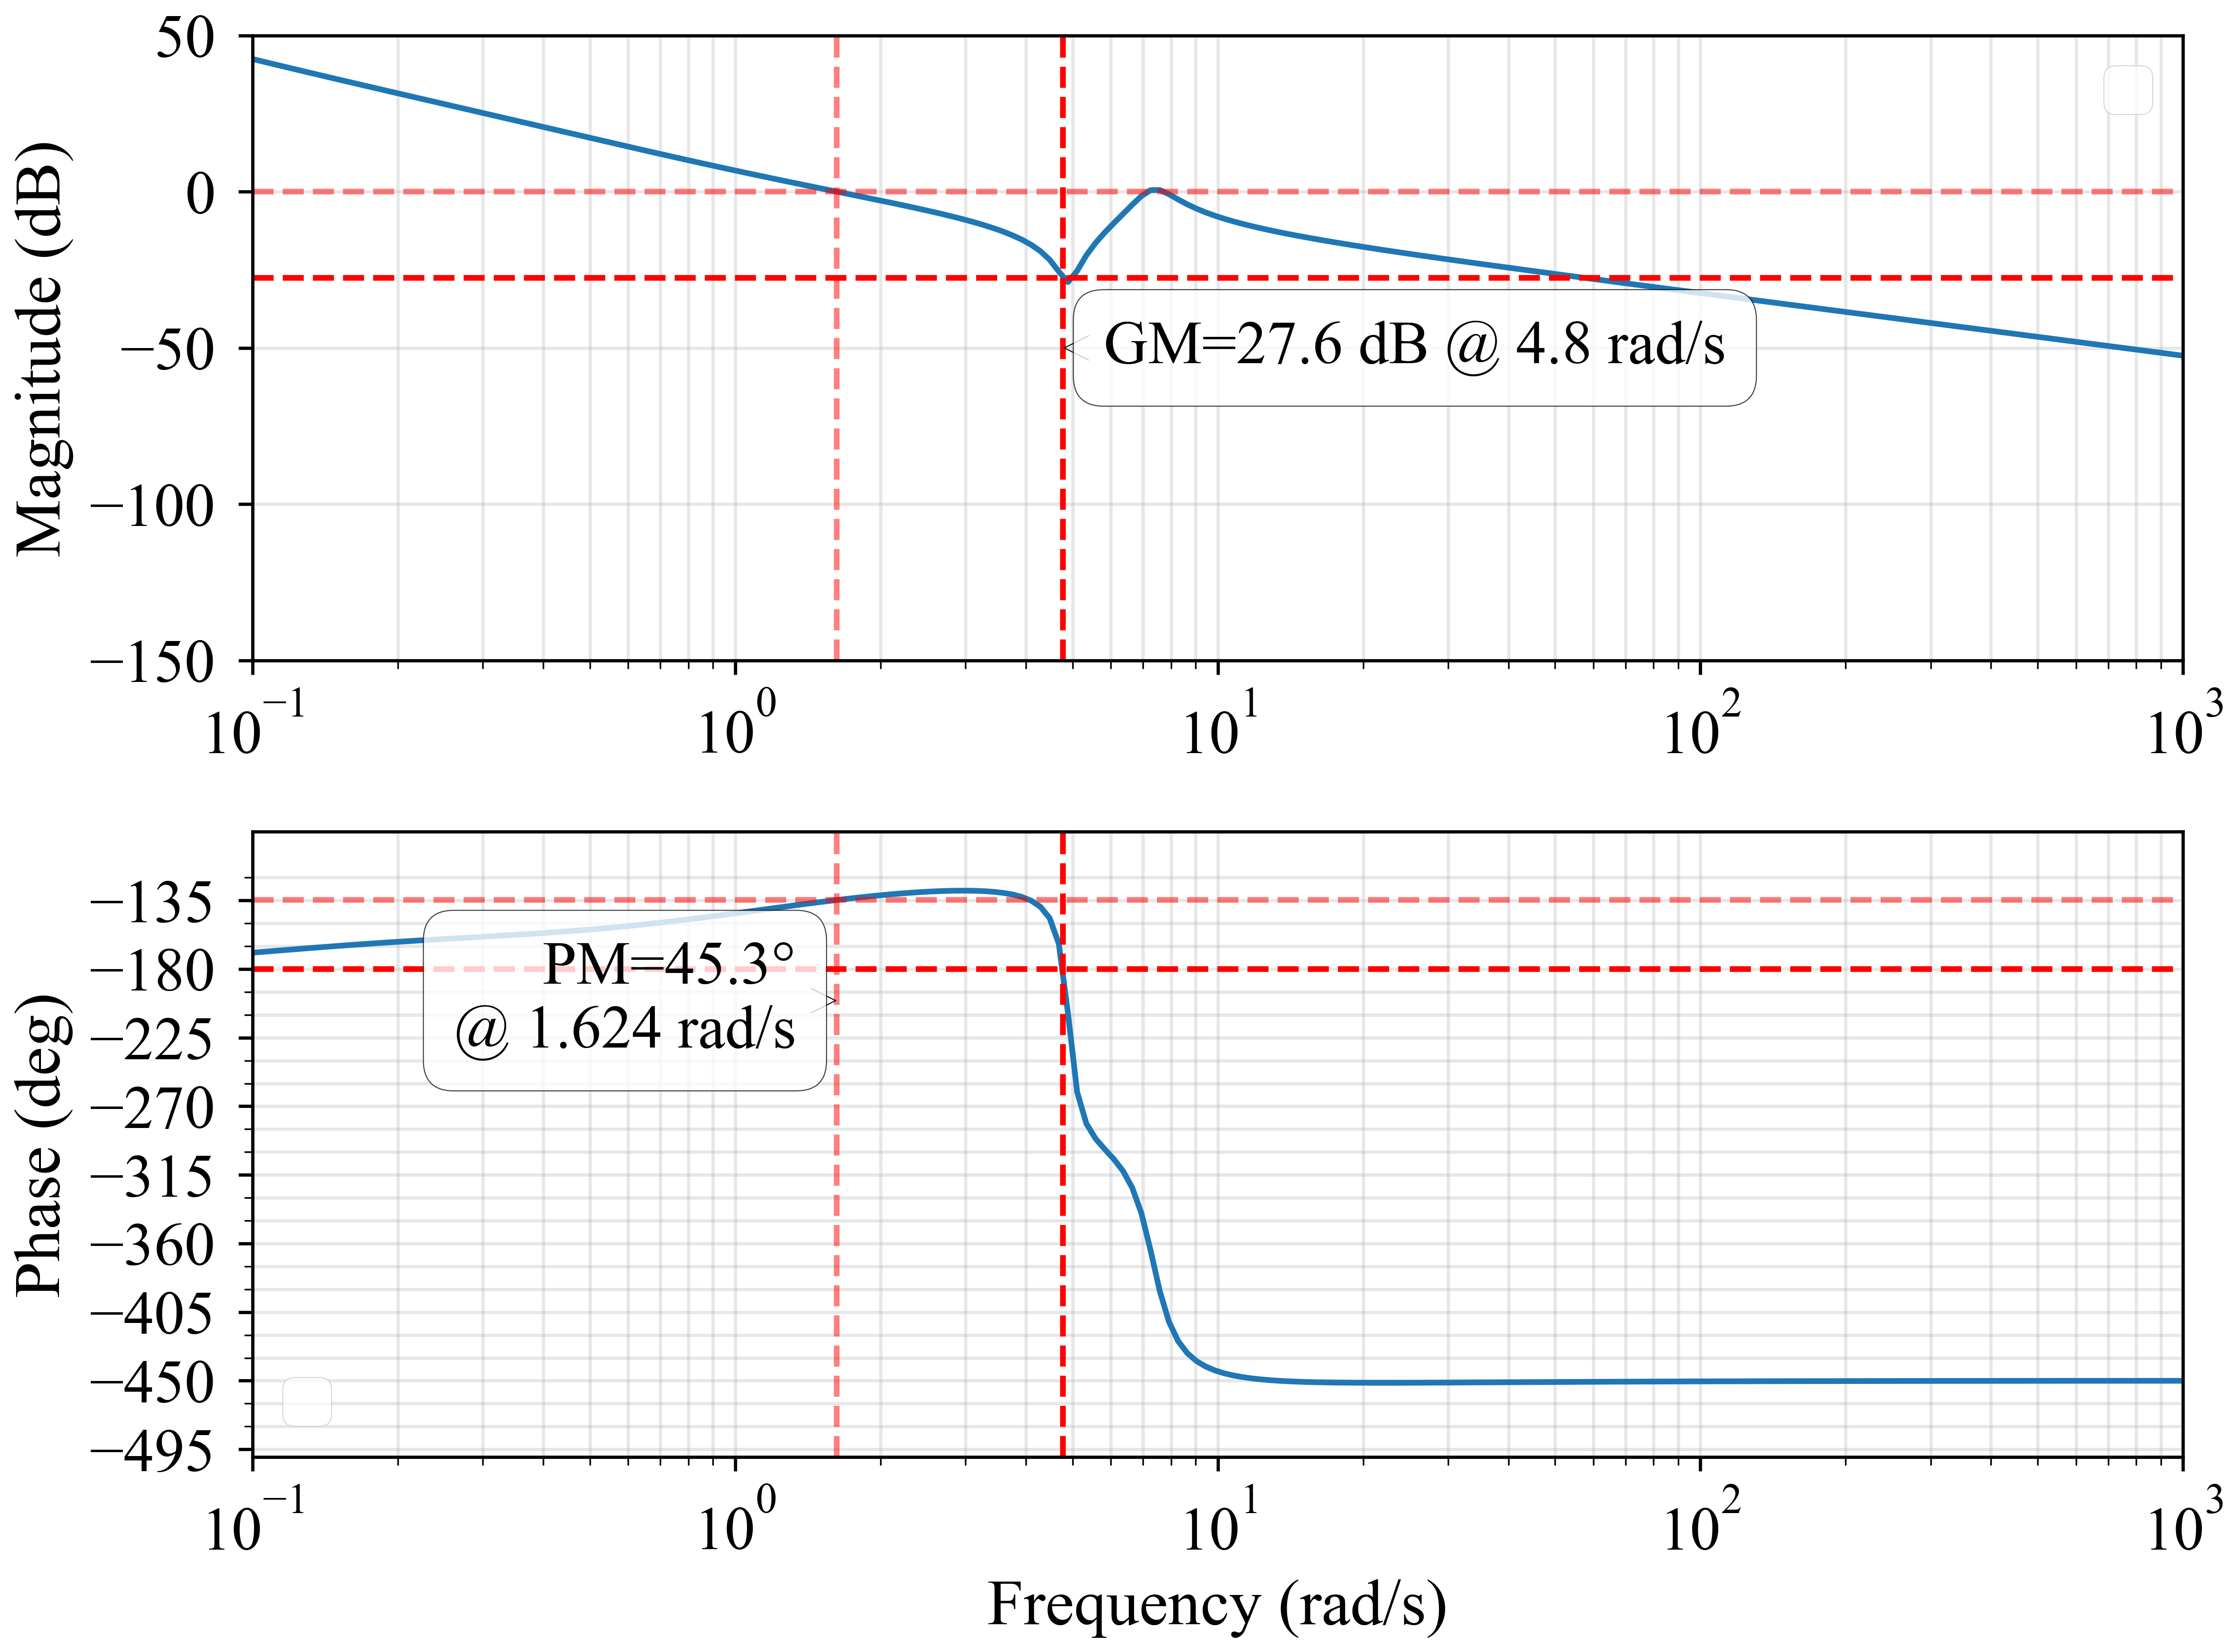 50
0
−50
−100
−150
Magnitude (dB)
GM=27.6 dB @ 4.8 rad/s
10⁻¹ 10⁰ 10¹ 10² 10³
−135
−180
−225
−270
−315
−360
−405
−450
−495
Phase (deg)
PM=45.3°
@ 1.624 rad/s
10⁻¹ 10⁰ 10¹ 10² 10³
Frequency (rad/s)